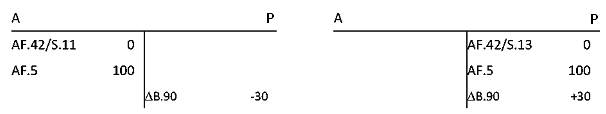 A P
AF.42/S.11 0
AF.5 100
ΔB.90 -30
A P
AF.42/S.13 0
AF.5 100
ΔB.90 +30